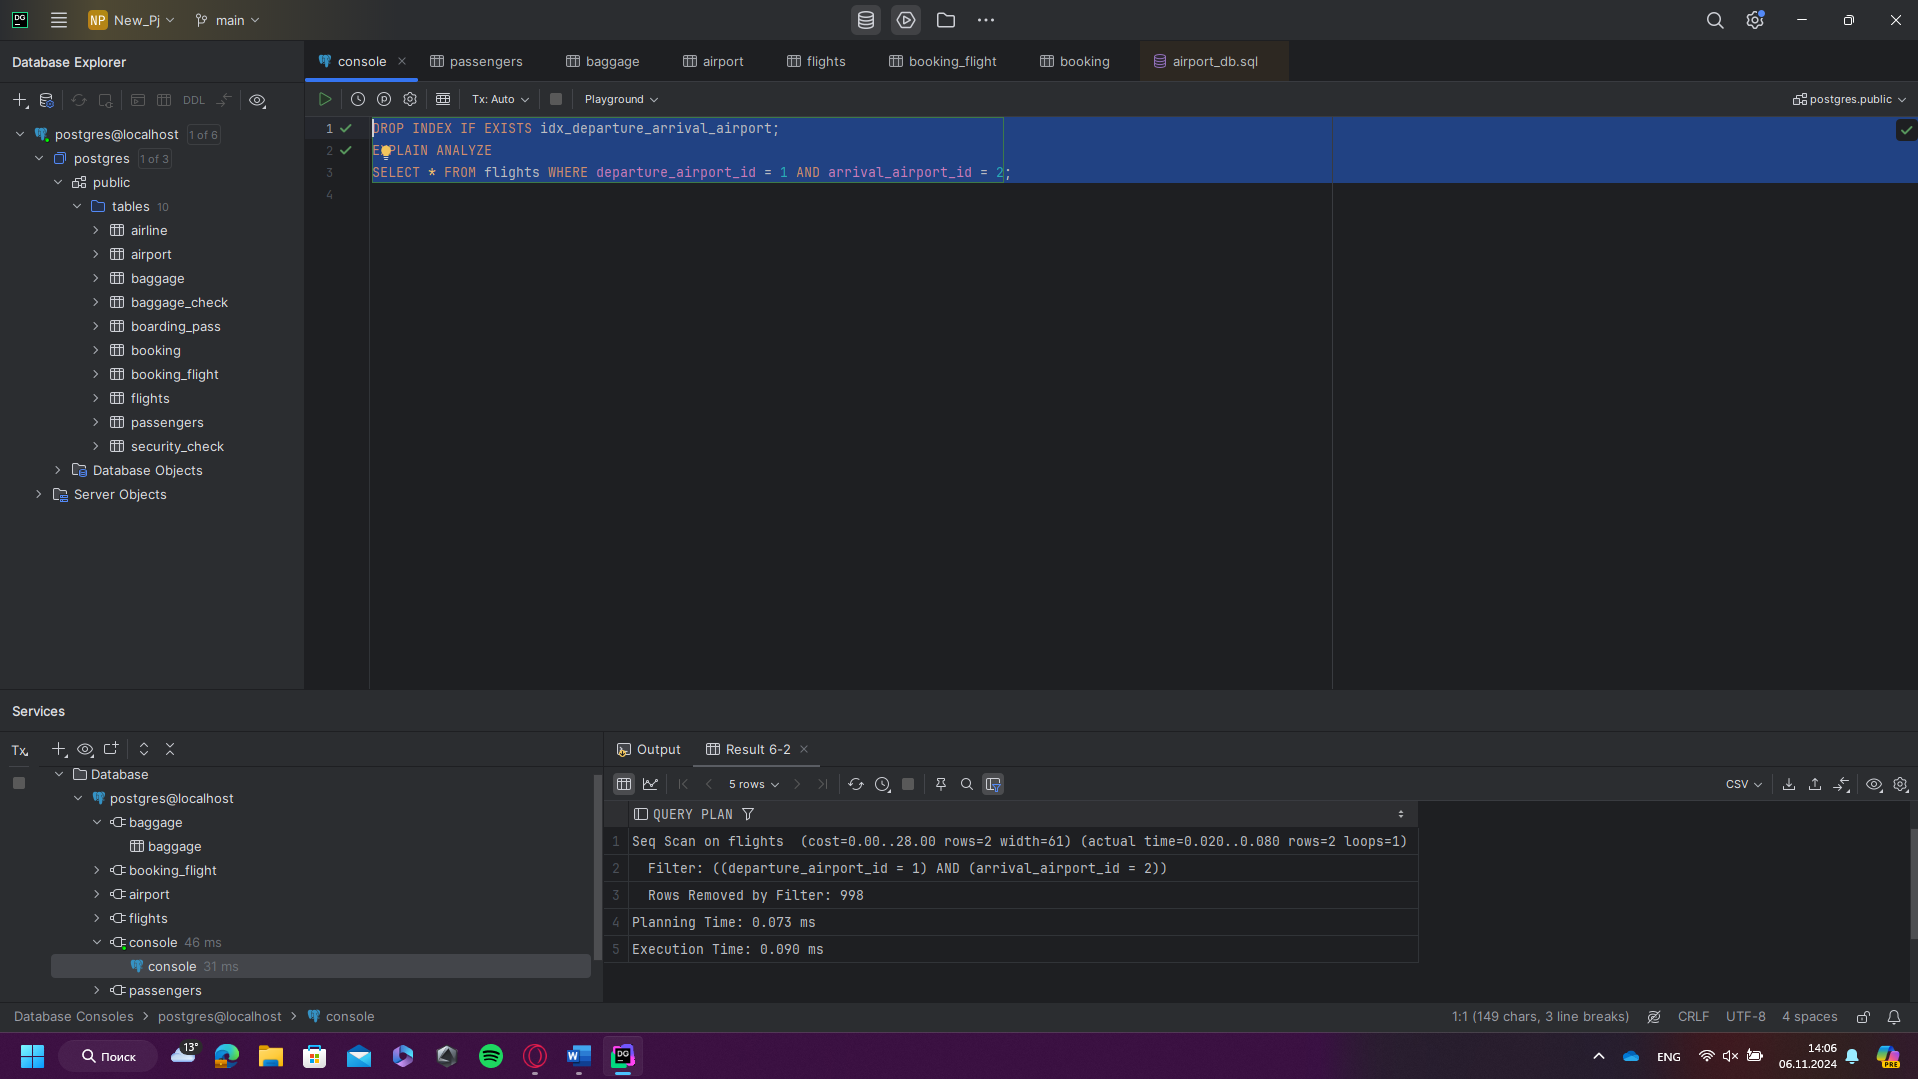 DG
NP New_Pj main
Database Explorer
console passengers baggage airport flights booking_flight booking airport_db.sql
DDL
Tx: Auto Playground postgres.public
postgres@localhost 1 of 6
postgres 1 of 3
public
tables 10
airline
airport
baggage
baggage_check
boarding_pass
booking
booking_flight
flights
passengers
security_check
Database Objects
Server Objects
1 DROP INDEX IF EXISTS idx_departure_arrival_airport;
2 EXPLAIN ANALYZE
3 SELECT * FROM flights WHERE departure_airport_id = 1 AND arrival_airport_id = 2;
4
Services
Tx
Database
postgres@localhost
baggage
baggage
booking_flight
airport
flights
console 46 ms
console 31 ms
passengers
Output Result 6-2
5 rows CSV
QUERY PLAN
1 Seq Scan on flights (cost=0.00..28.00 rows=2 width=61) (actual time=0.020..0.080 rows=2 loops=1)
2 Filter: ((departure_airport_id = 1) AND (arrival_airport_id = 2))
3 Rows Removed by Filter: 998
4 Planning Time: 0.073 ms
5 Execution Time: 0.090 ms
Database Consoles > postgres@localhost > console
1:1 (149 chars, 3 line breaks) CRLF UTF-8 4 spaces
Поиск
13°
DG
ENG
14:06
06.11.2024
PRE